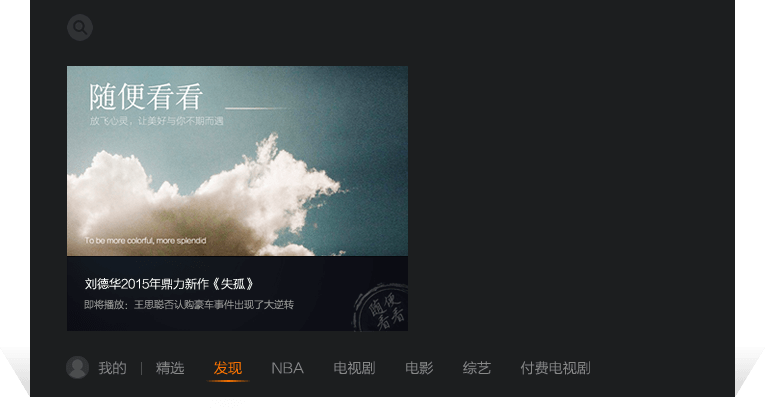 随便看看
放飞心灵，让美好与你不期而遇
To be more colorful, more splendid
刘德华2015年鼎力新作《失孤》
即将播放：王思聪否认购豪车事件出现了大逆转
随便
看看
我的 | 精选 发现 NBA 电视剧 电影 综艺 付费电视剧